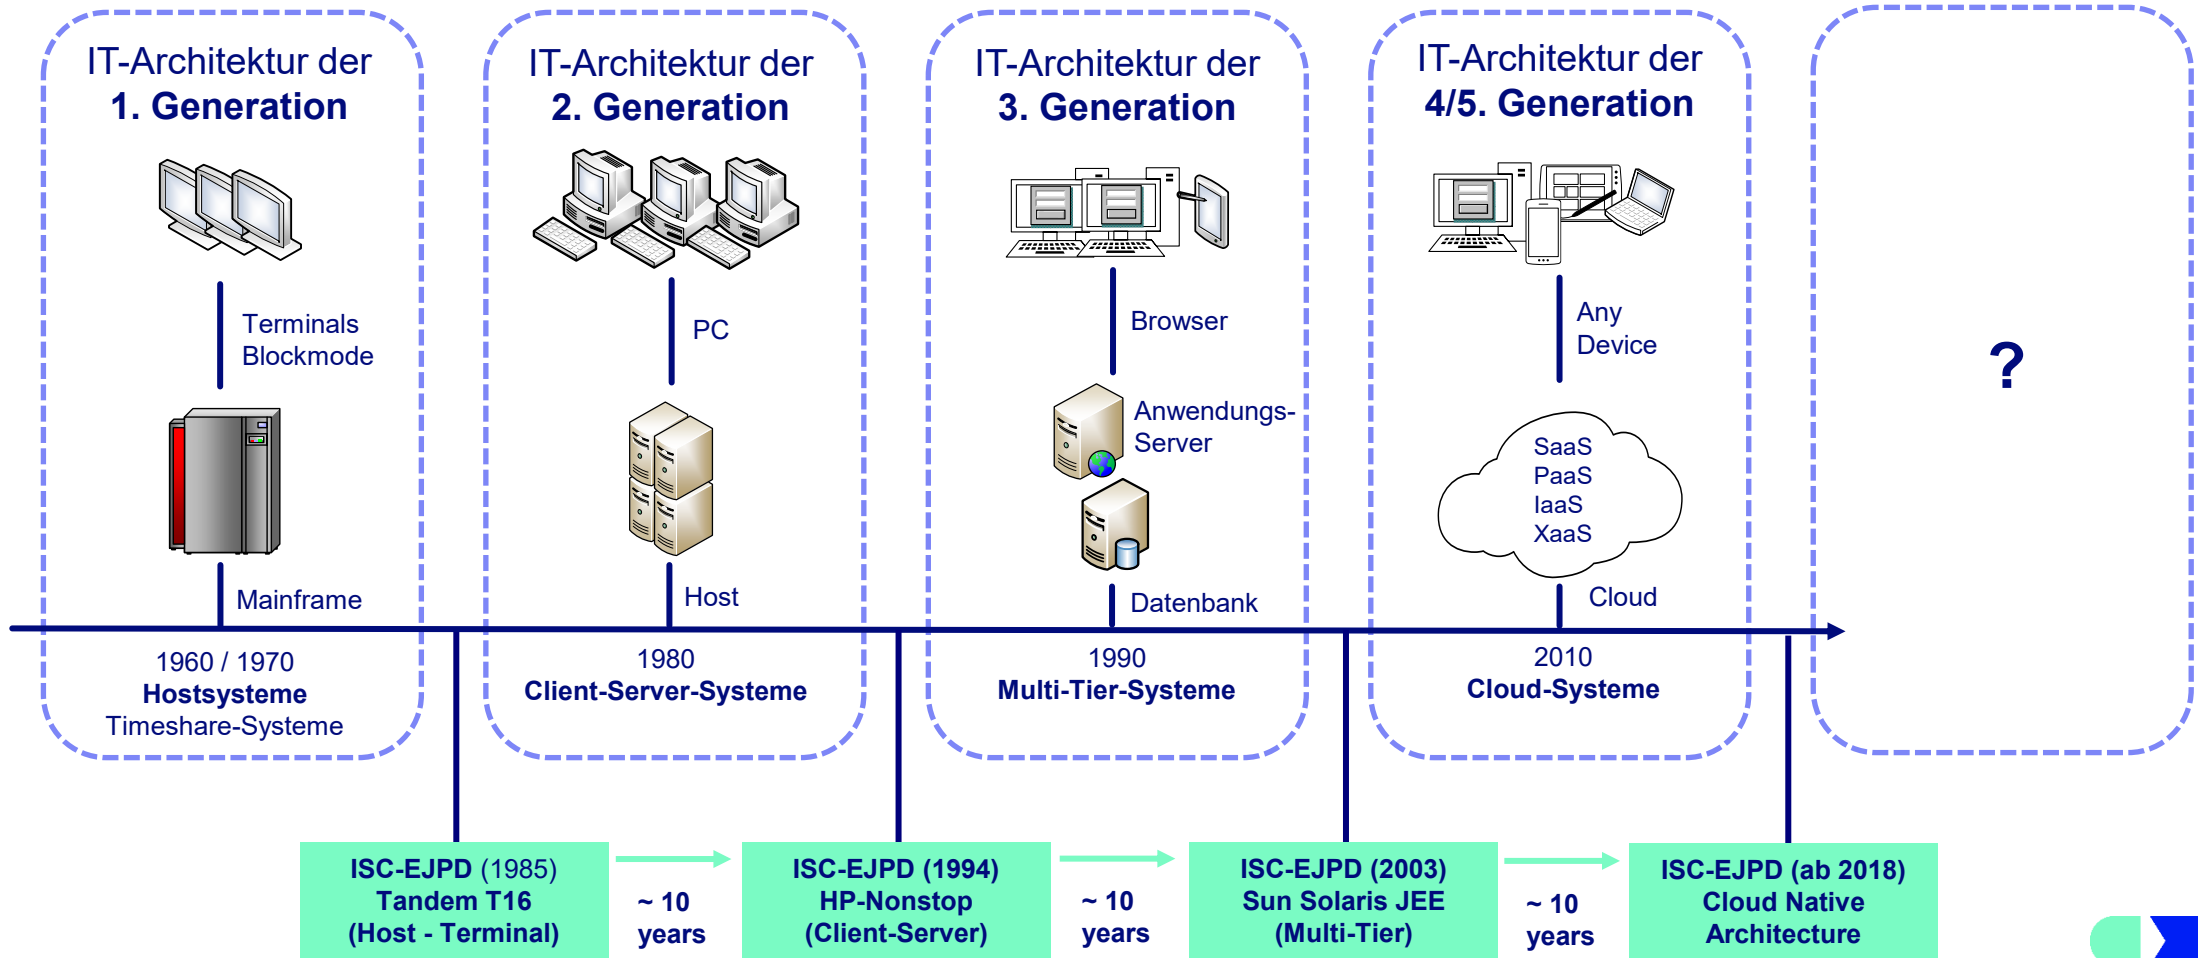 IT-Architektur der
1. Generation
Terminals
Blockmode
Mainframe
1960 / 1970
Hostsysteme
Timeshare-Systeme
IT-Architektur der
2. Generation
PC
Host
1980
Client-Server-Systeme
IT-Architektur der
3. Generation
Browser
Anwendungs-
Server
Datenbank
1990
Multi-Tier-Systeme
IT-Architektur der
4/5. Generation
Any
Device
SaaS
PaaS
IaaS
XaaS
Cloud
2010
Cloud-Systeme
?
ISC-EJPD (1985)
Tandem T16
(Host - Terminal)
~ 10
years
ISC-EJPD (1994)
HP-Nonstop
(Client-Server)
~ 10
years
ISC-EJPD (2003)
Sun Solaris JEE
(Multi-Tier)
~ 10
years
ISC-EJPD (ab 2018)
Cloud Native
Architecture